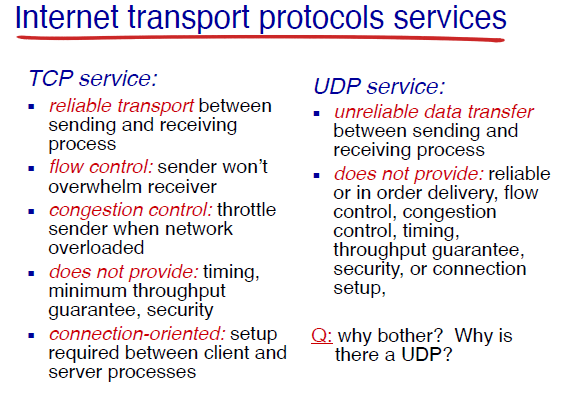 Internet transport protocols services
TCP service:
▪ reliable transport between
sending and receiving
process
▪ flow control: sender won't
overwhelm receiver
▪ congestion control: throttle
sender when network
overloaded
▪ does not provide: timing,
minimum throughput
guarantee, security
▪ connection-oriented: setup
required between client and
server processes
UDP service:
▪ unreliable data transfer
between sending and
receiving process
▪ does not provide: reliable
or in order delivery, flow
control, congestion
control, timing,
throughput guarantee,
security, or connection
setup,
Q: why bother? Why is
there a UDP?